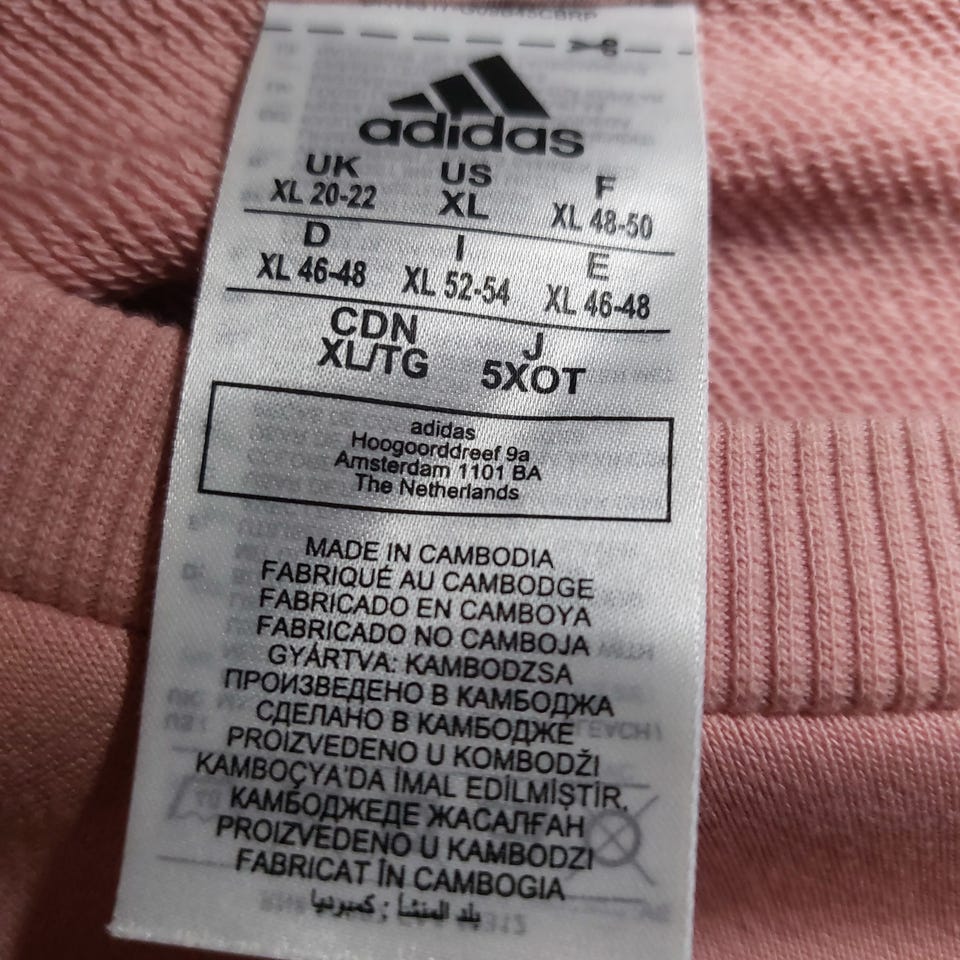 adidas
UK US F
XL 20-22 XL XL 48-50
D I E
XL 46-48 XL 52-54 XL 46-48
CDN J
XL/TG 5XOT
adidas
Hoogoorddreef 9a
Amsterdam 1101 BA
The Netherlands
MADE IN CAMBODIA
FABRIQUÉ AU CAMBODGE
FABRICADO EN CAMBOYA
FABRICADO NO CAMBOJA
GYÁRTVA: KAMBODZSA
ПРОИЗВЕДЕНО В КАМБОДЖА
СДЕЛАНО В КАМБОДЖЕ
PROIZVEDENO U KOMBODŽI
KAMBOÇYA'DA İMAL EDİLMİŞTİR.
КАМБОДЖЕДЕ ЖАСАЛҒАН
PROIZVEDENO U KAMBODZI
FABRICAT ÎN CAMBOGIA
بلد المنشأ : كمبوديا